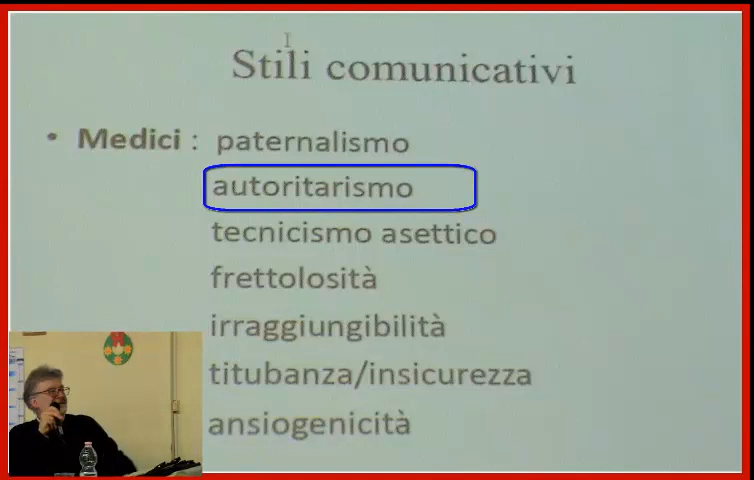 Stili comunicativi
• Medici : paternalismo
autoritarismo
tecnicismo asettico
frettolosità
irraggiungibilità
titubanza/insicurezza
ansiogenicità